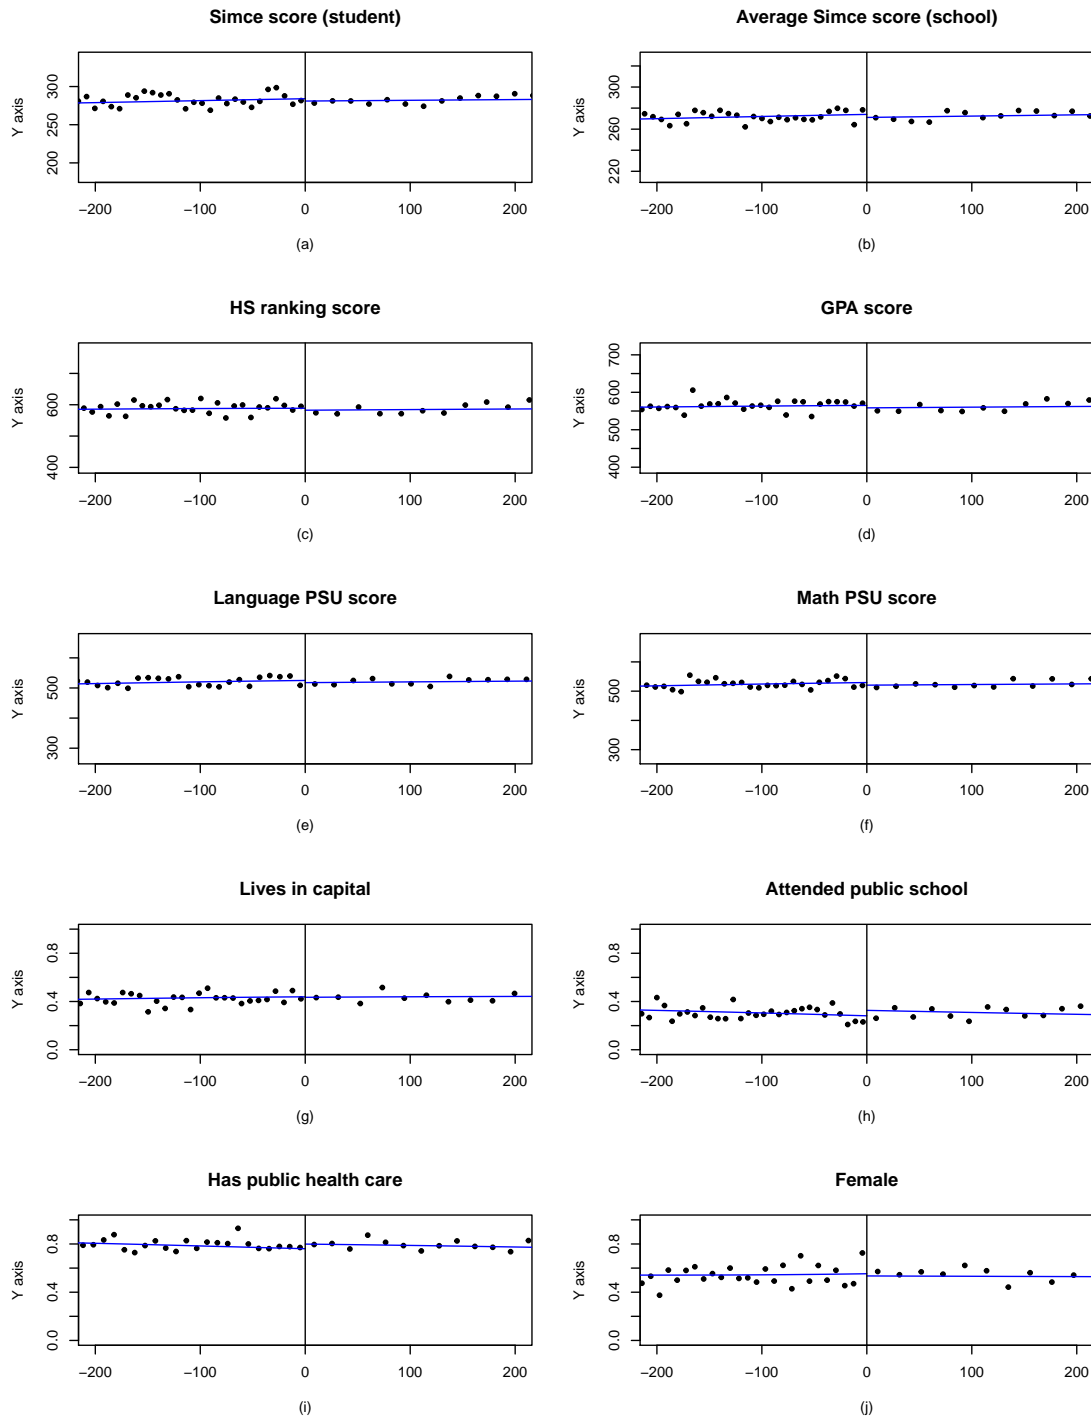 Simce score (student)
Y axis
300
250
200
−200 −100 0 100 200
(a)
Average Simce score (school)
Y axis
300
260
220
−200 −100 0 100 200
(b)
HS ranking score
Y axis
600
400
−200 −100 0 100 200
(c)
GPA score
Y axis
700
600
500
400
−200 −100 0 100 200
(d)
Language PSU score
Y axis
500
300
−200 −100 0 100 200
(e)
Math PSU score
Y axis
500
300
−200 −100 0 100 200
(f)
Lives in capital
Y axis
0.8
0.4
0.0
−200 −100 0 100 200
(g)
Attended public school
Y axis
0.8
0.4
0.0
−200 −100 0 100 200
(h)
Has public health care
Y axis
0.8
0.4
0.0
−200 −100 0 100 200
(i)
Female
Y axis
0.8
0.4
0.0
−200 −100 0 100 200
(j)